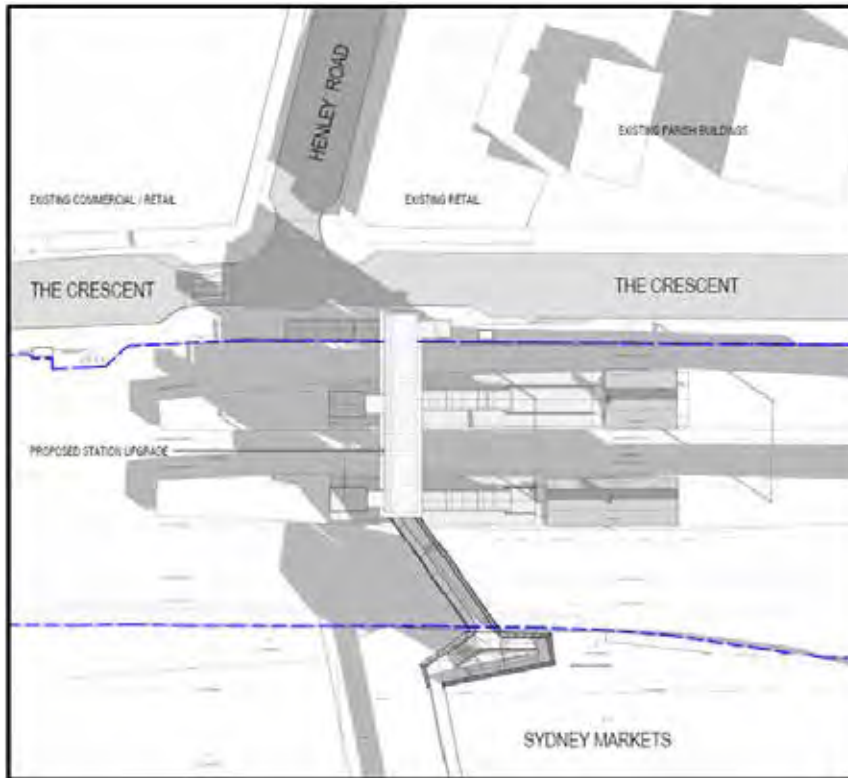 HENLEY ROAD
EXISTING PARISH BUILDINGS
EXISTING COMMERCIAL / RETAIL
EXISTING RETAIL
THE CRESCENT
THE CRESCENT
PROPOSED STATION UPGRADE
SYDNEY MARKETS